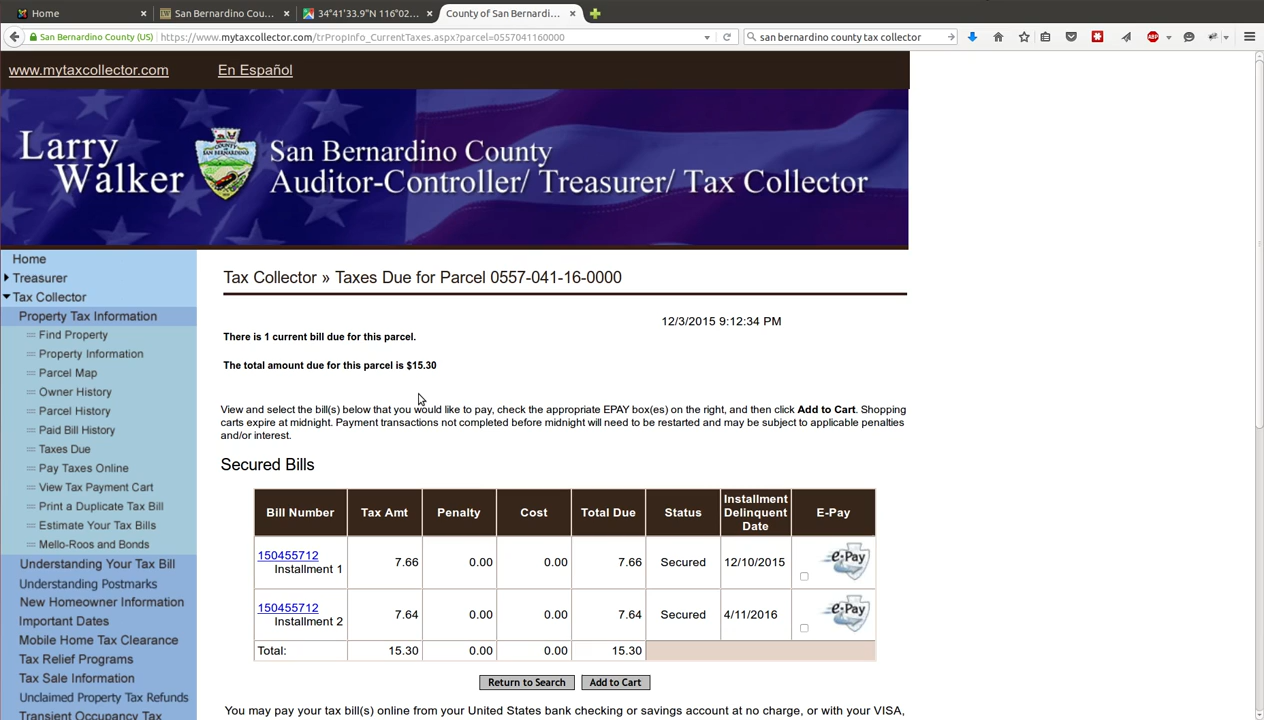 Home
San Bernardino Cou...
34°41'33.9"N 116°02...
County of San Bernardi...
San Bernardino County (US)
https://www.mytaxcollector.com/trPropInfo_CurrentTaxes.aspx?parcel=0557041160000
san bernardino county tax collector
ABP
www.mytaxcollector.com
En Español
Larry
Walker
San Bernardino County
Auditor-Controller/ Treasurer/ Tax Collector
Home
Treasurer
Tax Collector
Property Tax Information
Find Property
Property Information
Parcel Map
Owner History
Parcel History
Paid Bill History
Taxes Due
Pay Taxes Online
View Tax Payment Cart
Print a Duplicate Tax Bill
Estimate Your Tax Bills
Mello-Roos and Bonds
Understanding Your Tax Bill
Understanding Postmarks
New Homeowner Information
Important Dates
Mobile Home Tax Clearance
Tax Relief Programs
Tax Sale Information
Unclaimed Property Tax Refunds
Transient Occupancy Tax
Tax Collector » Taxes Due for Parcel 0557-041-16-0000
12/3/2015 9:12:34 PM
There is 1 current bill due for this parcel.
The total amount due for this parcel is $15.30
View and select the bill(s) below that you would like to pay, check the appropriate EPAY box(es) on the right, and then click Add to Cart. Shopping
carts expire at midnight. Payment transactions not completed before midnight will need to be restarted and may be subject to applicable penalties
and/or interest.
Secured Bills
Bill Number Tax Amt Penalty Cost Total Due Status Installment Delinquent Date E-Pay
150455712
Installment 1 7.66 0.00 0.00 7.66 Secured 12/10/2015 e-Pay
150455712
Installment 2 7.64 0.00 0.00 7.64 Secured 4/11/2016 e-Pay
Total: 15.30 0.00 0.00 15.30
Return to Search Add to Cart
You may pay your tax bill(s) online from your United States bank checking or savings account at no charge, or with your VISA,